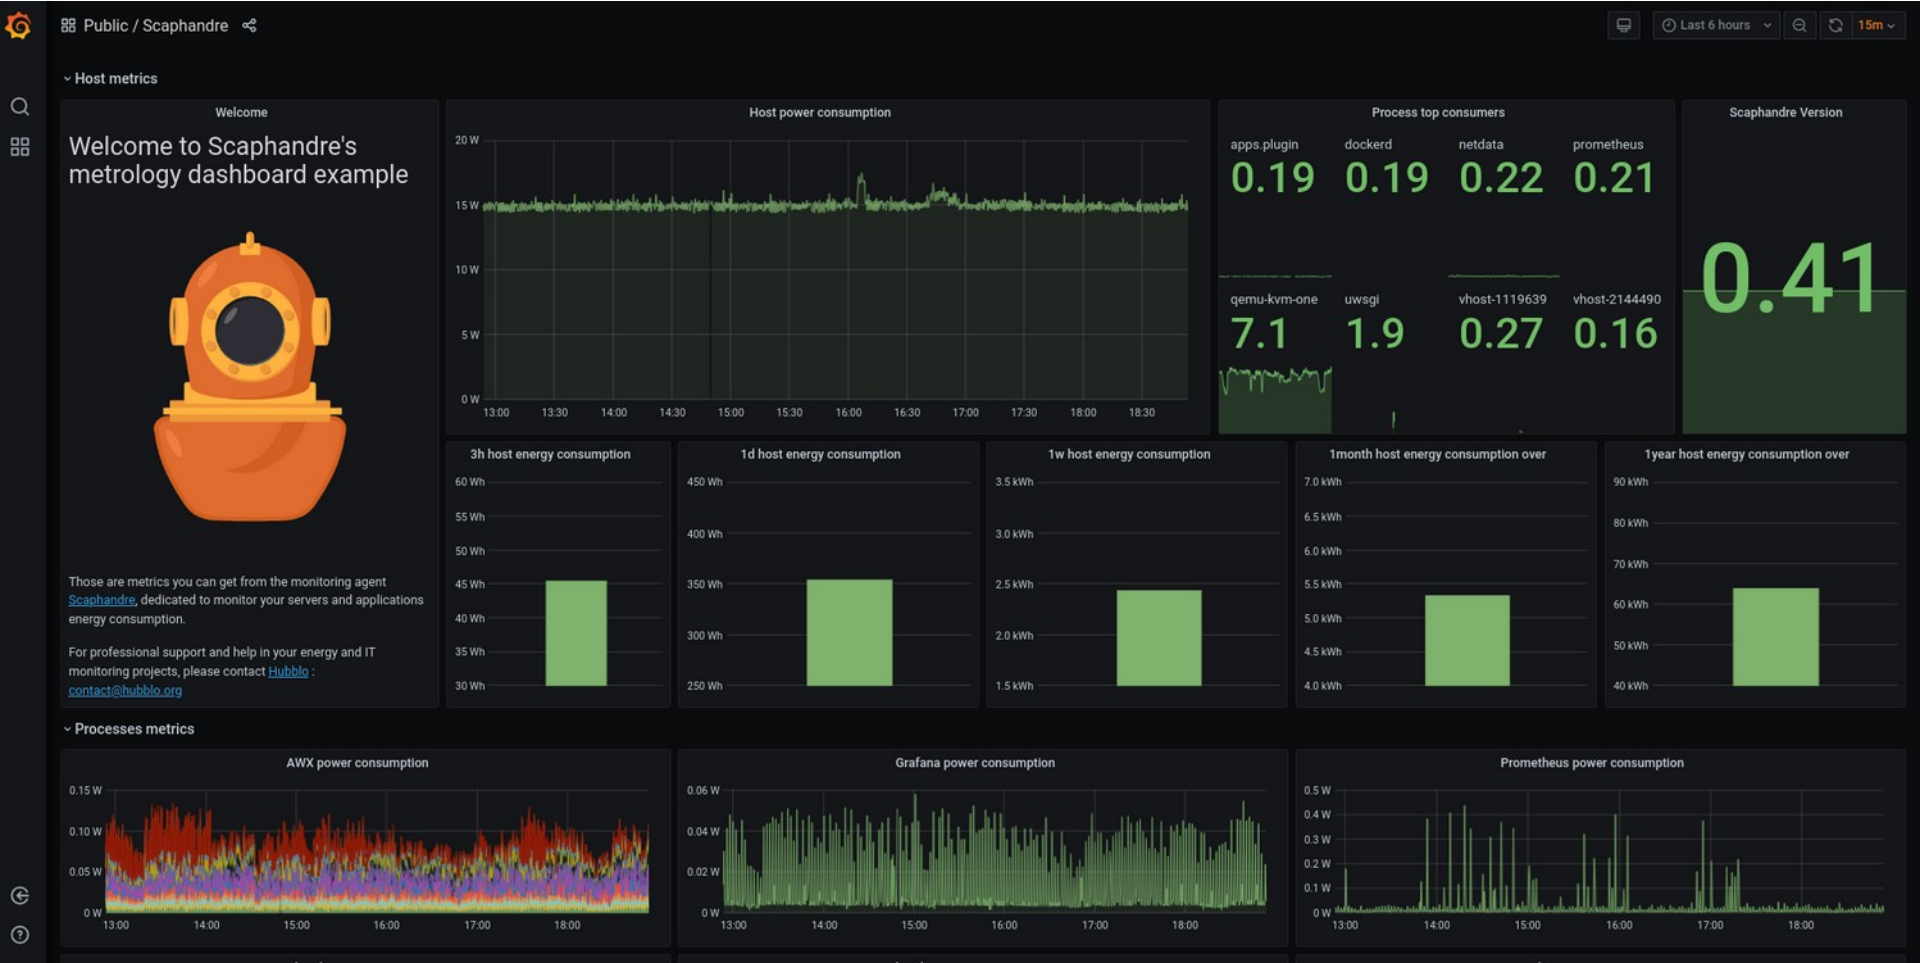 Public / Scaphandre
Last 6 hours
15m
Host metrics
Welcome
Welcome to Scaphandre's
metrology dashboard example
Those are metrics you can get from the monitoring agent
Scaphandre, dedicated to monitor your servers and applications
energy consumption.
For professional support and help in your energy and IT
monitoring projects, please contact Hubblo :
contact@hubblo.org
Host power consumption
20 W
15 W
10 W
5 W
0 W
13:00 13:30 14:00 14:30 15:00 15:30 16:00 16:30 17:00 17:30 18:00 18:30
Process top consumers
apps.plugin dockerd netdata prometheus
0.19 0.19 0.22 0.21
qemu-kvm-one uwsgi vhost-1119639 vhost-2144490
7.1 1.9 0.27 0.16
Scaphandre Version
0.41
3h host energy consumption
60 Wh
55 Wh
50 Wh
45 Wh
40 Wh
35 Wh
30 Wh
1d host energy consumption
450 Wh
400 Wh
350 Wh
300 Wh
250 Wh
1w host energy consumption
3.5 kWh
3.0 kWh
2.5 kWh
2.0 kWh
1.5 kWh
1month host energy consumption over
7.0 kWh
6.5 kWh
6.0 kWh
5.5 kWh
5.0 kWh
4.5 kWh
4.0 kWh
1year host energy consumption over
90 kWh
80 kWh
70 kWh
60 kWh
50 kWh
40 kWh
Processes metrics
AWX power consumption
0.15 W
0.10 W
0.05 W
0 W
13:00 14:00 15:00 16:00 17:00 18:00
Grafana power consumption
0.06 W
0.04 W
0.02 W
0 W
13:00 14:00 15:00 16:00 17:00 18:00
Prometheus power consumption
0.5 W
0.4 W
0.3 W
0.2 W
0.1 W
0 W
13:00 14:00 15:00 16:00 17:00 18:00